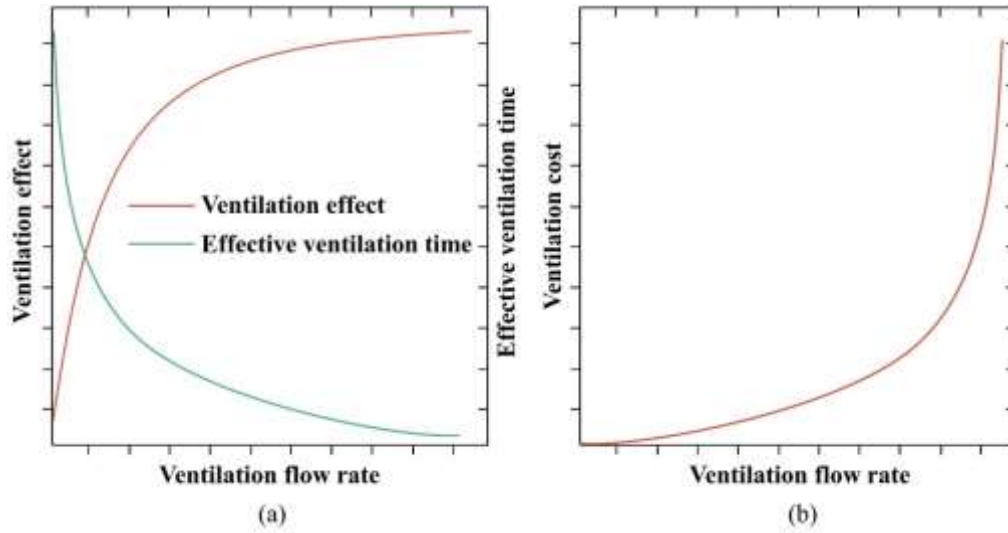 Ventilation effect
Ventilation effect
Effective ventilation time
Effective ventilation time
Ventilation flow rate
(a)
Ventilation cost
Ventilation flow rate
(b)